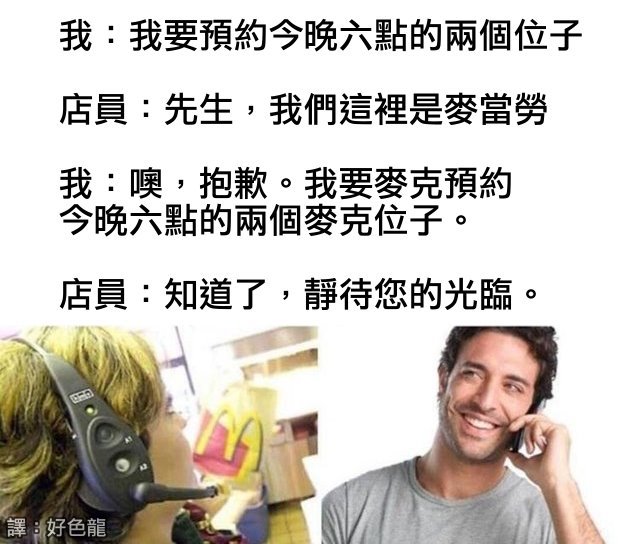 我：我要預約今晚六點的兩個位子
店員：先生，我們這裡是麥當勞
我：噢，抱歉。我要麥克預約
今晚六點的兩個麥克位子。
店員：知道了，靜待您的光臨。
A1
A2
譯：好色龍